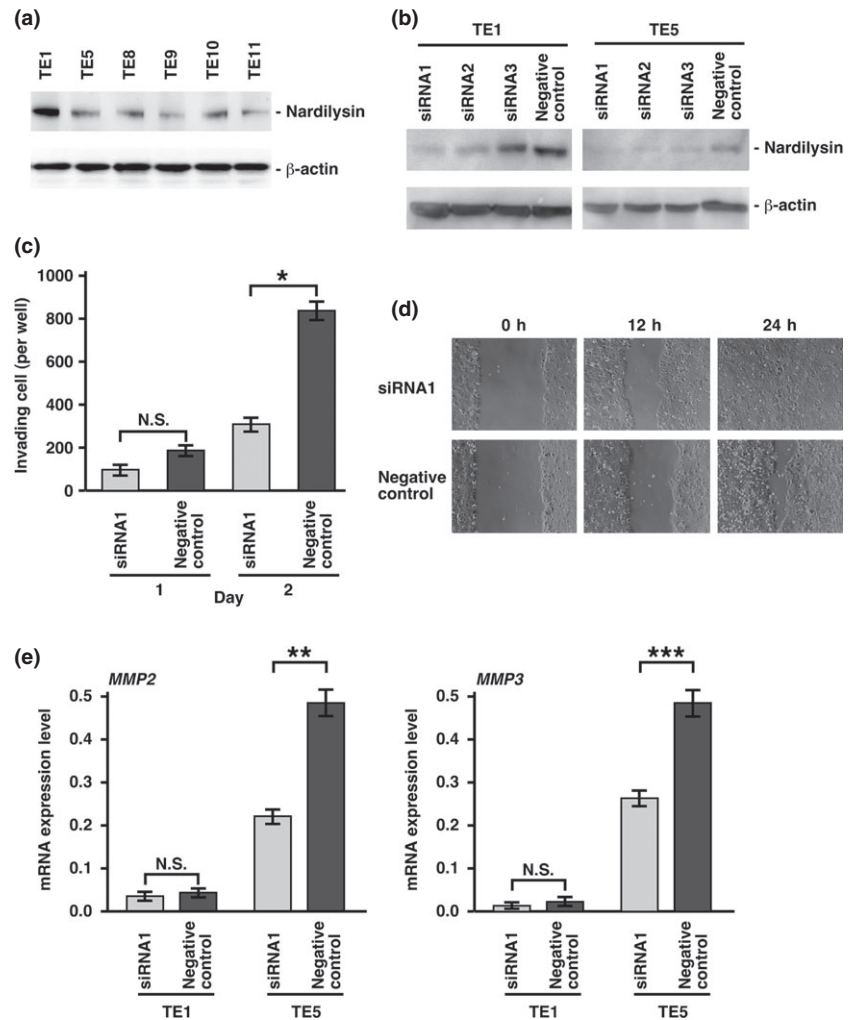 (a)
TE1 TE5 TE8 TE9 TE10 TE11
- Nardilysin
- β-actin
(b)
TE1 TE5
siRNA1 siRNA2 siRNA3 Negative control siRNA1 siRNA2 siRNA3 Negative control
- Nardilysin
- β-actin
(c)
Invading cell (per well)
1000
800
600
400
200
0
N.S.
*
siRNA1 Negative control siRNA1 Negative control
1 2
Day
(d)
0 h 12 h 24 h
siRNA1
Negative
control
(e)
MMP2
mRNA expression level
0.5
0.4
0.3
0.2
0.1
0.0
N.S.
**
siRNA1 Negative control siRNA1 Negative control
TE1 TE5
MMP3
mRNA expression level
0.5
0.4
0.3
0.2
0.1
0.0
N.S.
***
siRNA1 Negative control siRNA1 Negative control
TE1 TE5